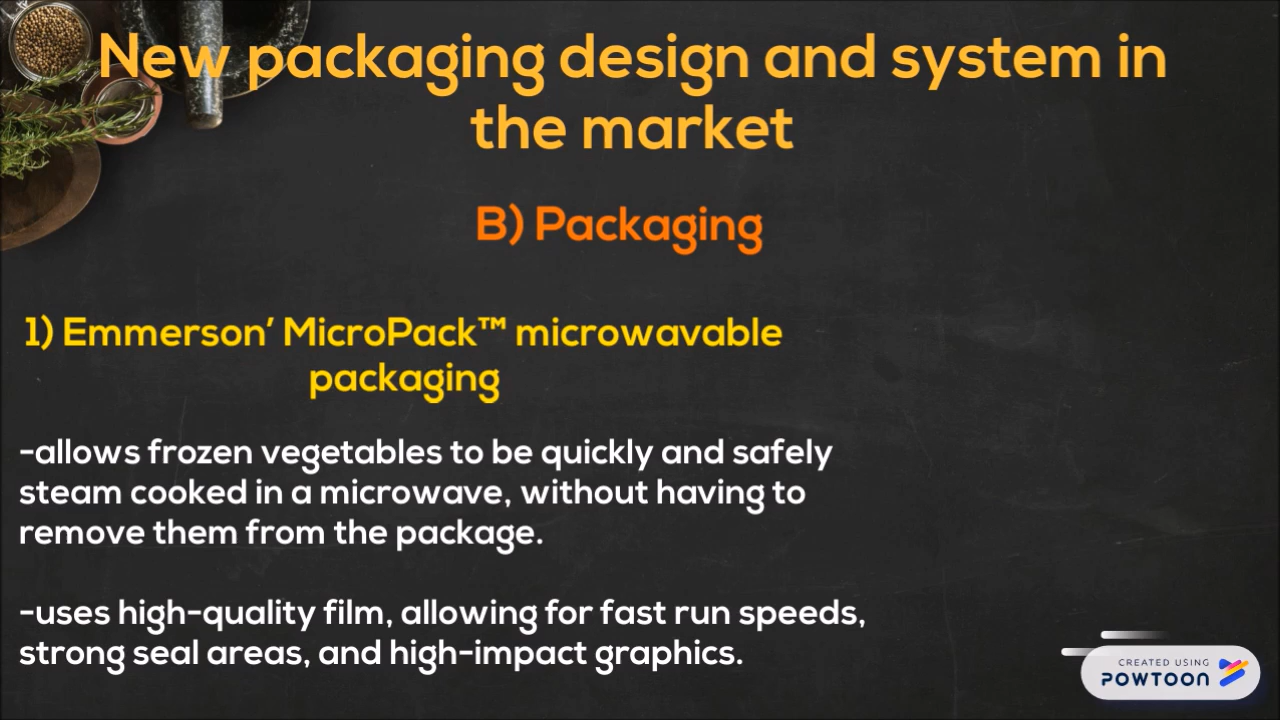 New packaging design and system in
the market
B) Packaging
1) Emmerson’ MicroPack™ microwavable
packaging
-allows frozen vegetables to be quickly and safely
steam cooked in a microwave, without having to
remove them from the package.
-uses high-quality film, allowing for fast run speeds,
strong seal areas, and high-impact graphics.
CREATED USING
POWTOON